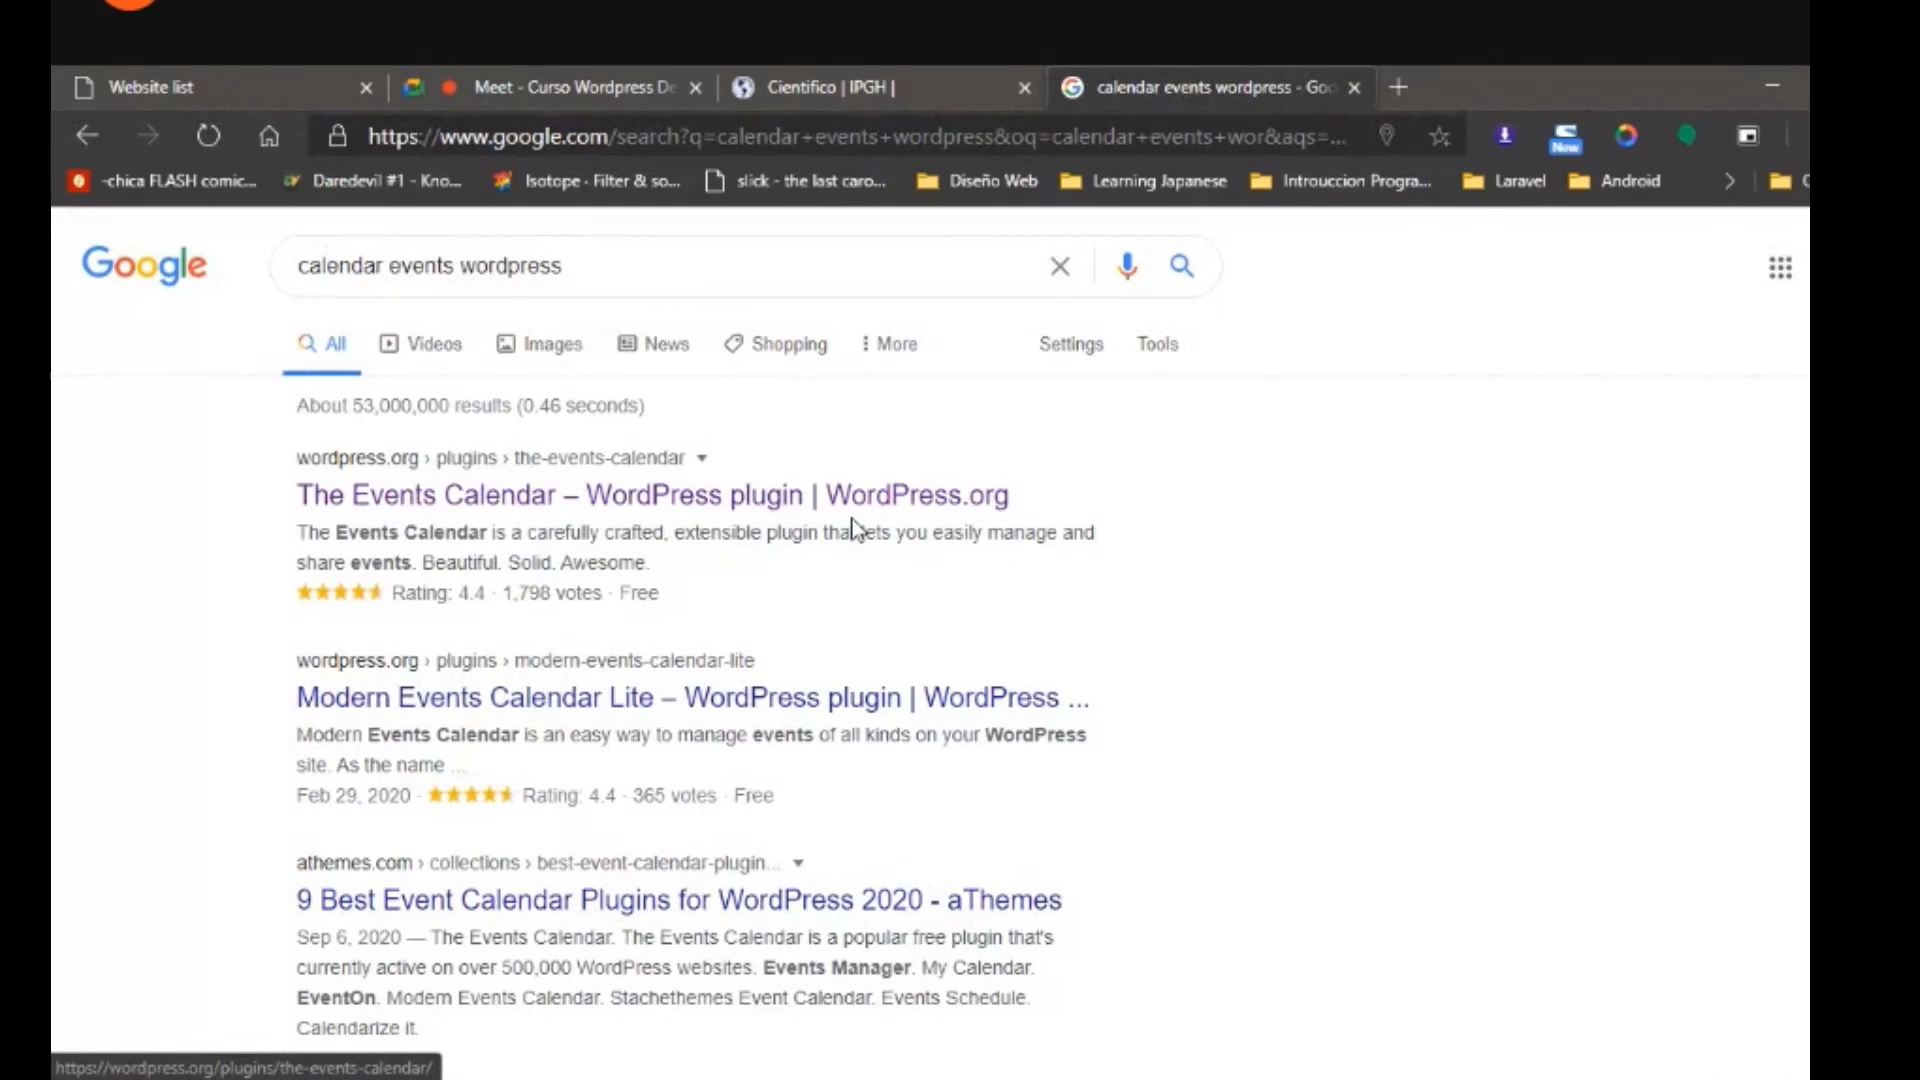 Website list
Meet - Curso Wordpress De
Cientifico | IPGH |
calendar events wordpress - Goo
https://www.google.com/search?q=calendar+events+wordpress&oq=calendar+events+wor&aqs=...
New
-chica FLASH comic...
Daredevil #1 - Kno...
Isotope · Filter & so...
slick - the last caro...
Diseño Web
Learning Japanese
Introuccion Progra...
Laravel
Android
Google
calendar events wordpress
All
Videos
Images
News
Shopping
More
Settings
Tools
About 53,000,000 results (0.46 seconds)
wordpress.org › plugins › the-events-calendar
The Events Calendar – WordPress plugin | WordPress.org
The Events Calendar is a carefully crafted, extensible plugin that lets you easily manage and
share events. Beautiful. Solid. Awesome.
Rating: 4.4 · 1,798 votes · Free
wordpress.org › plugins › modern-events-calendar-lite
Modern Events Calendar Lite – WordPress plugin | WordPress ...
Modern Events Calendar is an easy way to manage events of all kinds on your WordPress
site. As the name ...
Feb 29, 2020 · Rating: 4.4 · 365 votes · Free
athemes.com › collections › best-event-calendar-plugin...
9 Best Event Calendar Plugins for WordPress 2020 - aThemes
Sep 6, 2020 — The Events Calendar. The Events Calendar is a popular free plugin that's
currently active on over 500,000 WordPress websites. Events Manager. My Calendar.
EventOn. Modern Events Calendar. Stachethemes Event Calendar. Events Schedule.
Calendarize it.
https://wordpress.org/plugins/the-events-calendar/